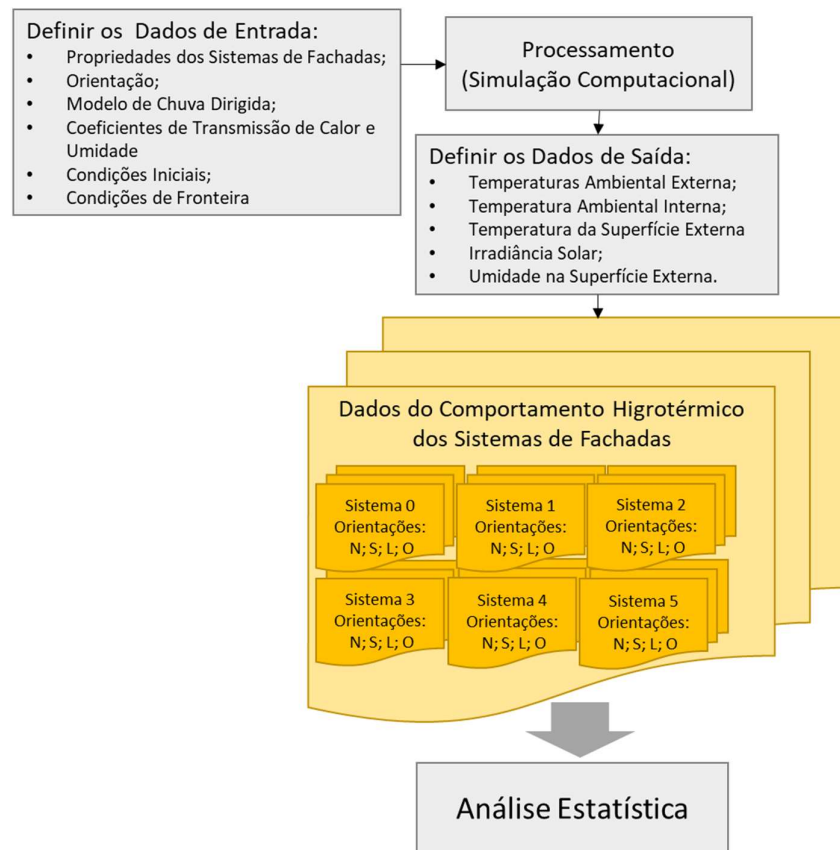 Definir os Dados de Entrada:
• Propriedades dos Sistemas de Fachadas;
• Orientação;
• Modelo de Chuva Dirigida;
• Coeficientes de Transmissão de Calor e
Umidade
• Condições Iniciais;
• Condições de Fronteira
Processamento
(Simulação Computacional)
Definir os Dados de Saída:
• Temperaturas Ambiental Externa;
• Temperatura Ambiental Interna;
• Temperatura da Superfície Externa
• Irradiância Solar;
• Umidade na Superfície Externa.
Dados do Comportamento Higrotérmico
dos Sistemas de Fachadas
Sistema 0
Orientações:
N; S; L; O
Sistema 1
Orientações:
N; S; L; O
Sistema 2
Orientações:
N; S; L; O
Sistema 3
Orientações:
N; S; L; O
Sistema 4
Orientações:
N; S; L; O
Sistema 5
Orientações:
N; S; L; O
Análise Estatística